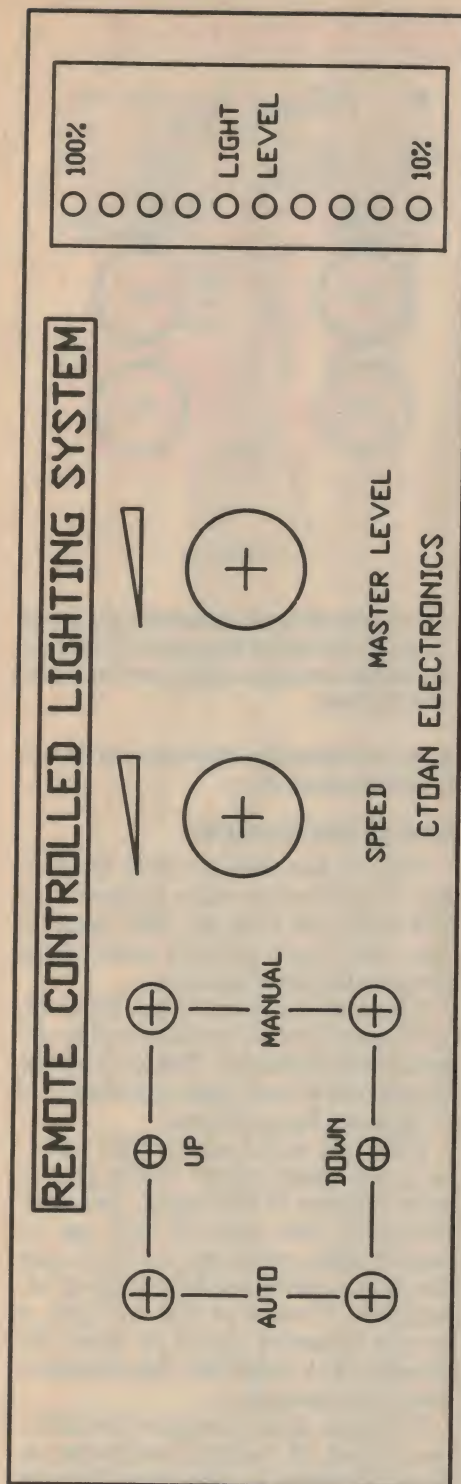 REMOTE CONTROLLED LIGHTING SYSTEM
100%
LIGHT
LEVEL
10%
UP
AUTO
MANUAL
DOWN
SPEED
MASTER LEVEL
CTOAN ELECTRONICS